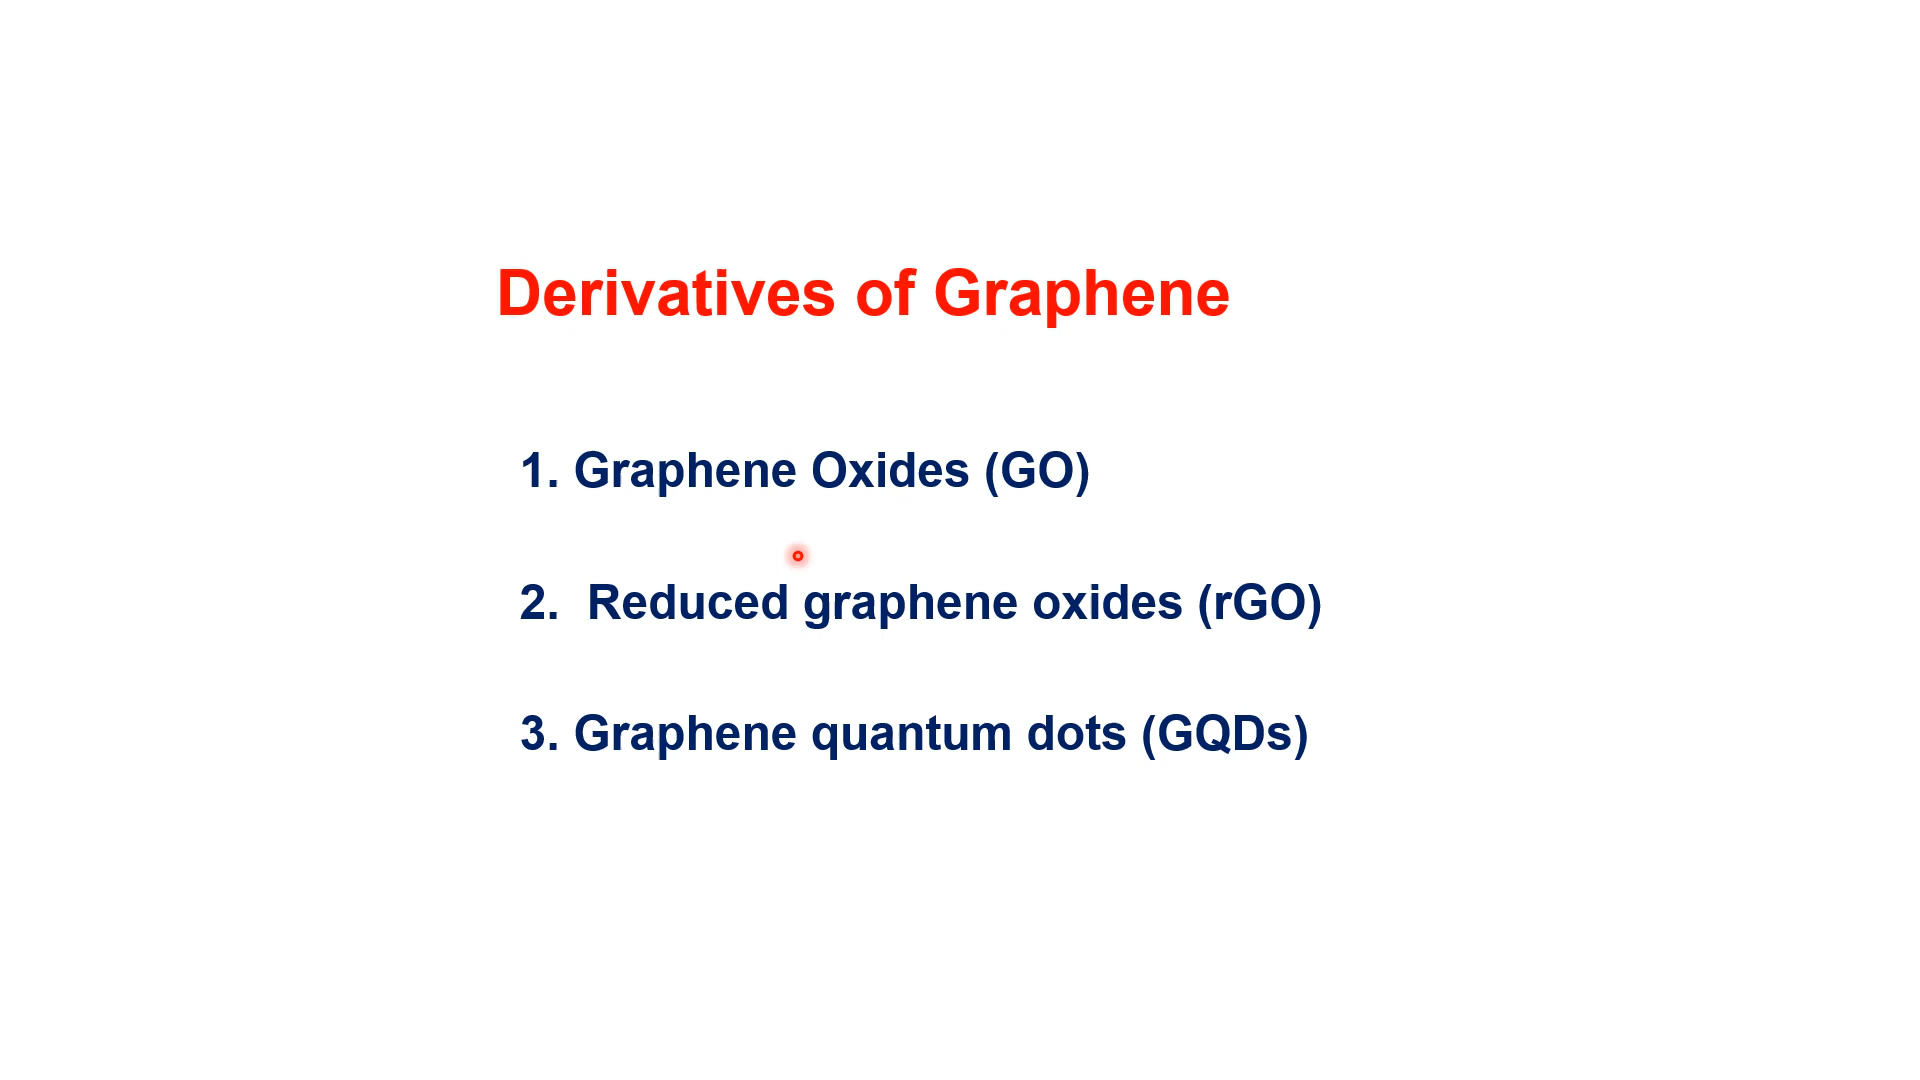 Derivatives of Graphene
1. Graphene Oxides (GO)
2. Reduced graphene oxides (rGO)
3. Graphene quantum dots (GQDs)